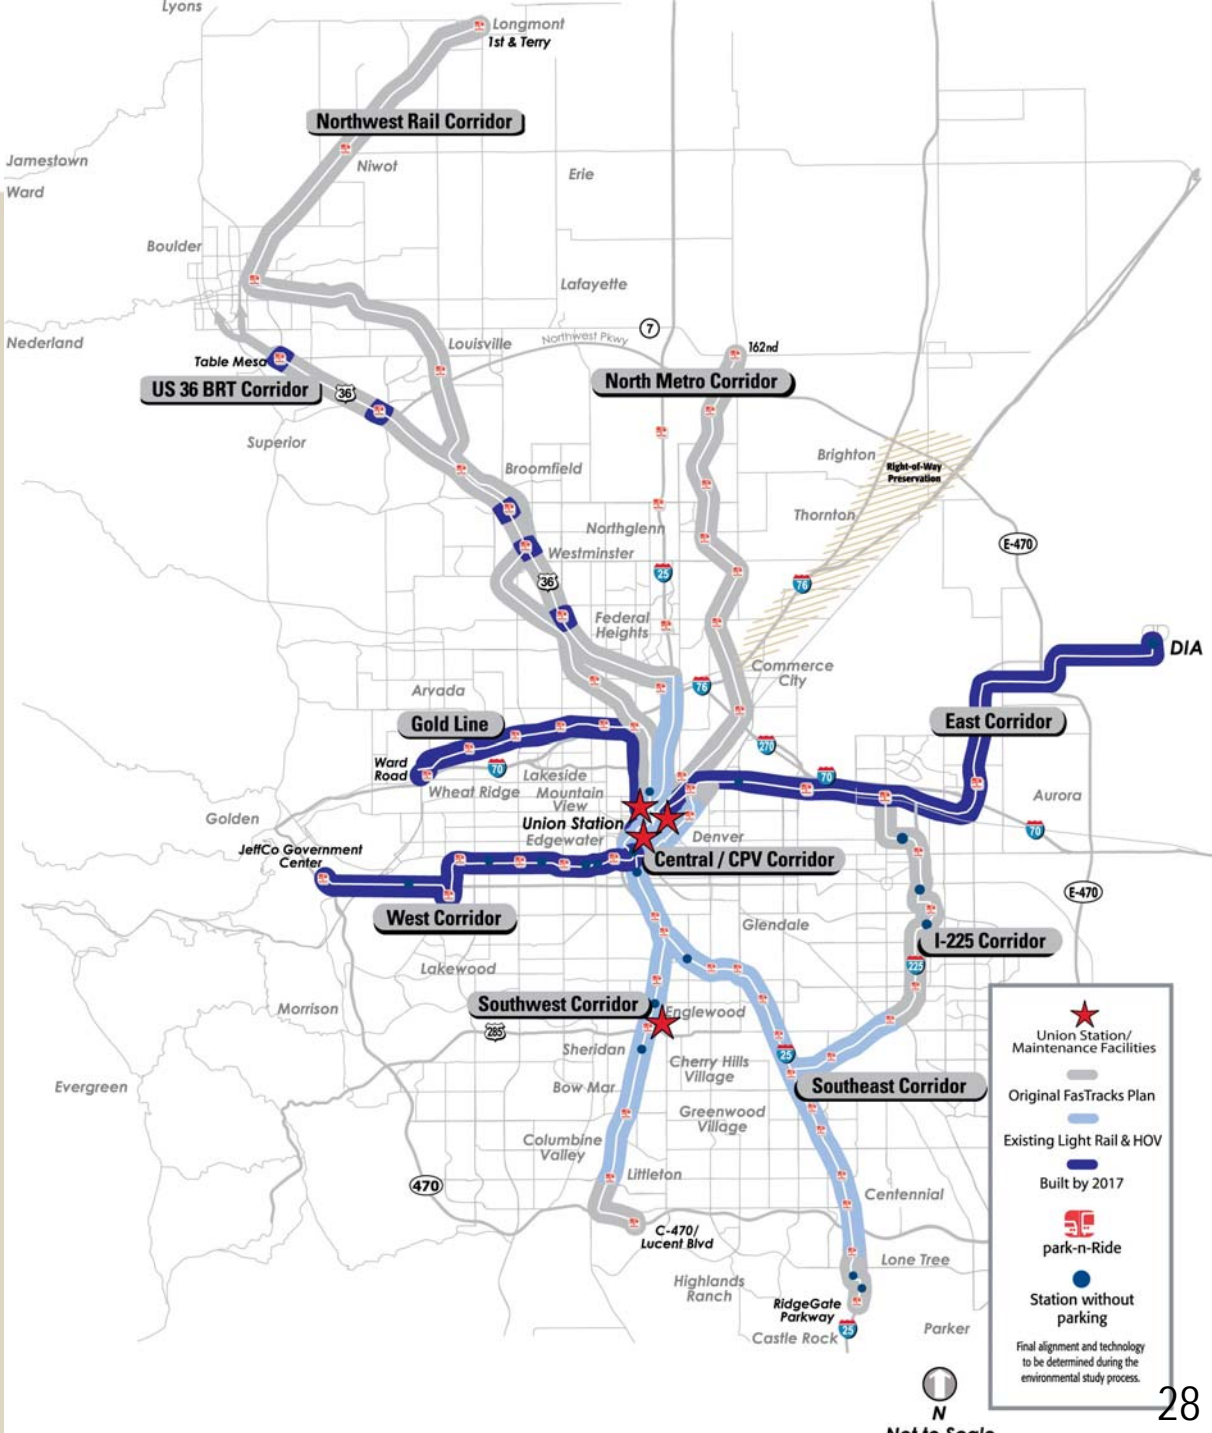 Lyons
Longmont
1st & Terry
Northwest Rail Corridor
Jamestown
Niwot
Erie
Ward
Boulder
Lafayette
7
Nederland
Louisville
Northwest Pkwy
162nd
Table Mesa
US 36 BRT Corridor
36
North Metro Corridor
Superior
Broomfield
Brighton
Right-of-Way
Preservation
Northglenn
Thornton
E-470
Westminster
25
76
36
Federal
Heights
Commerce
City
DIA
Arvada
76
Gold Line
East Corridor
270
Ward
Road
70
Lakeside
70
Wheat Ridge
Mountain
View
Aurora
Golden
Union Station
Edgewater
Denver
70
JeffCo Government
Center
Central / CPV Corridor
E-470
West Corridor
Glendale
I-225 Corridor
Lakewood
225
Morrison
Southwest Corridor
Englewood
285
Sheridan
25
Cherry Hills
Village
Evergreen
Bow Mar
Southeast Corridor
Greenwood
Village
Columbine
Valley
Littleton
470
Centennial
C-470/
Lucent Blvd
Lone Tree
Highlands
Ranch
RidgeGate
Parkway
25
Castle Rock
Parker
Union Station/
Maintenance Facilities
Original FasTracks Plan
Existing Light Rail & HOV
Built by 2017
park-n-Ride
Station without
parking
Final alignment and technology
to be determined during the
environmental study process.
28
N
Not to Scale